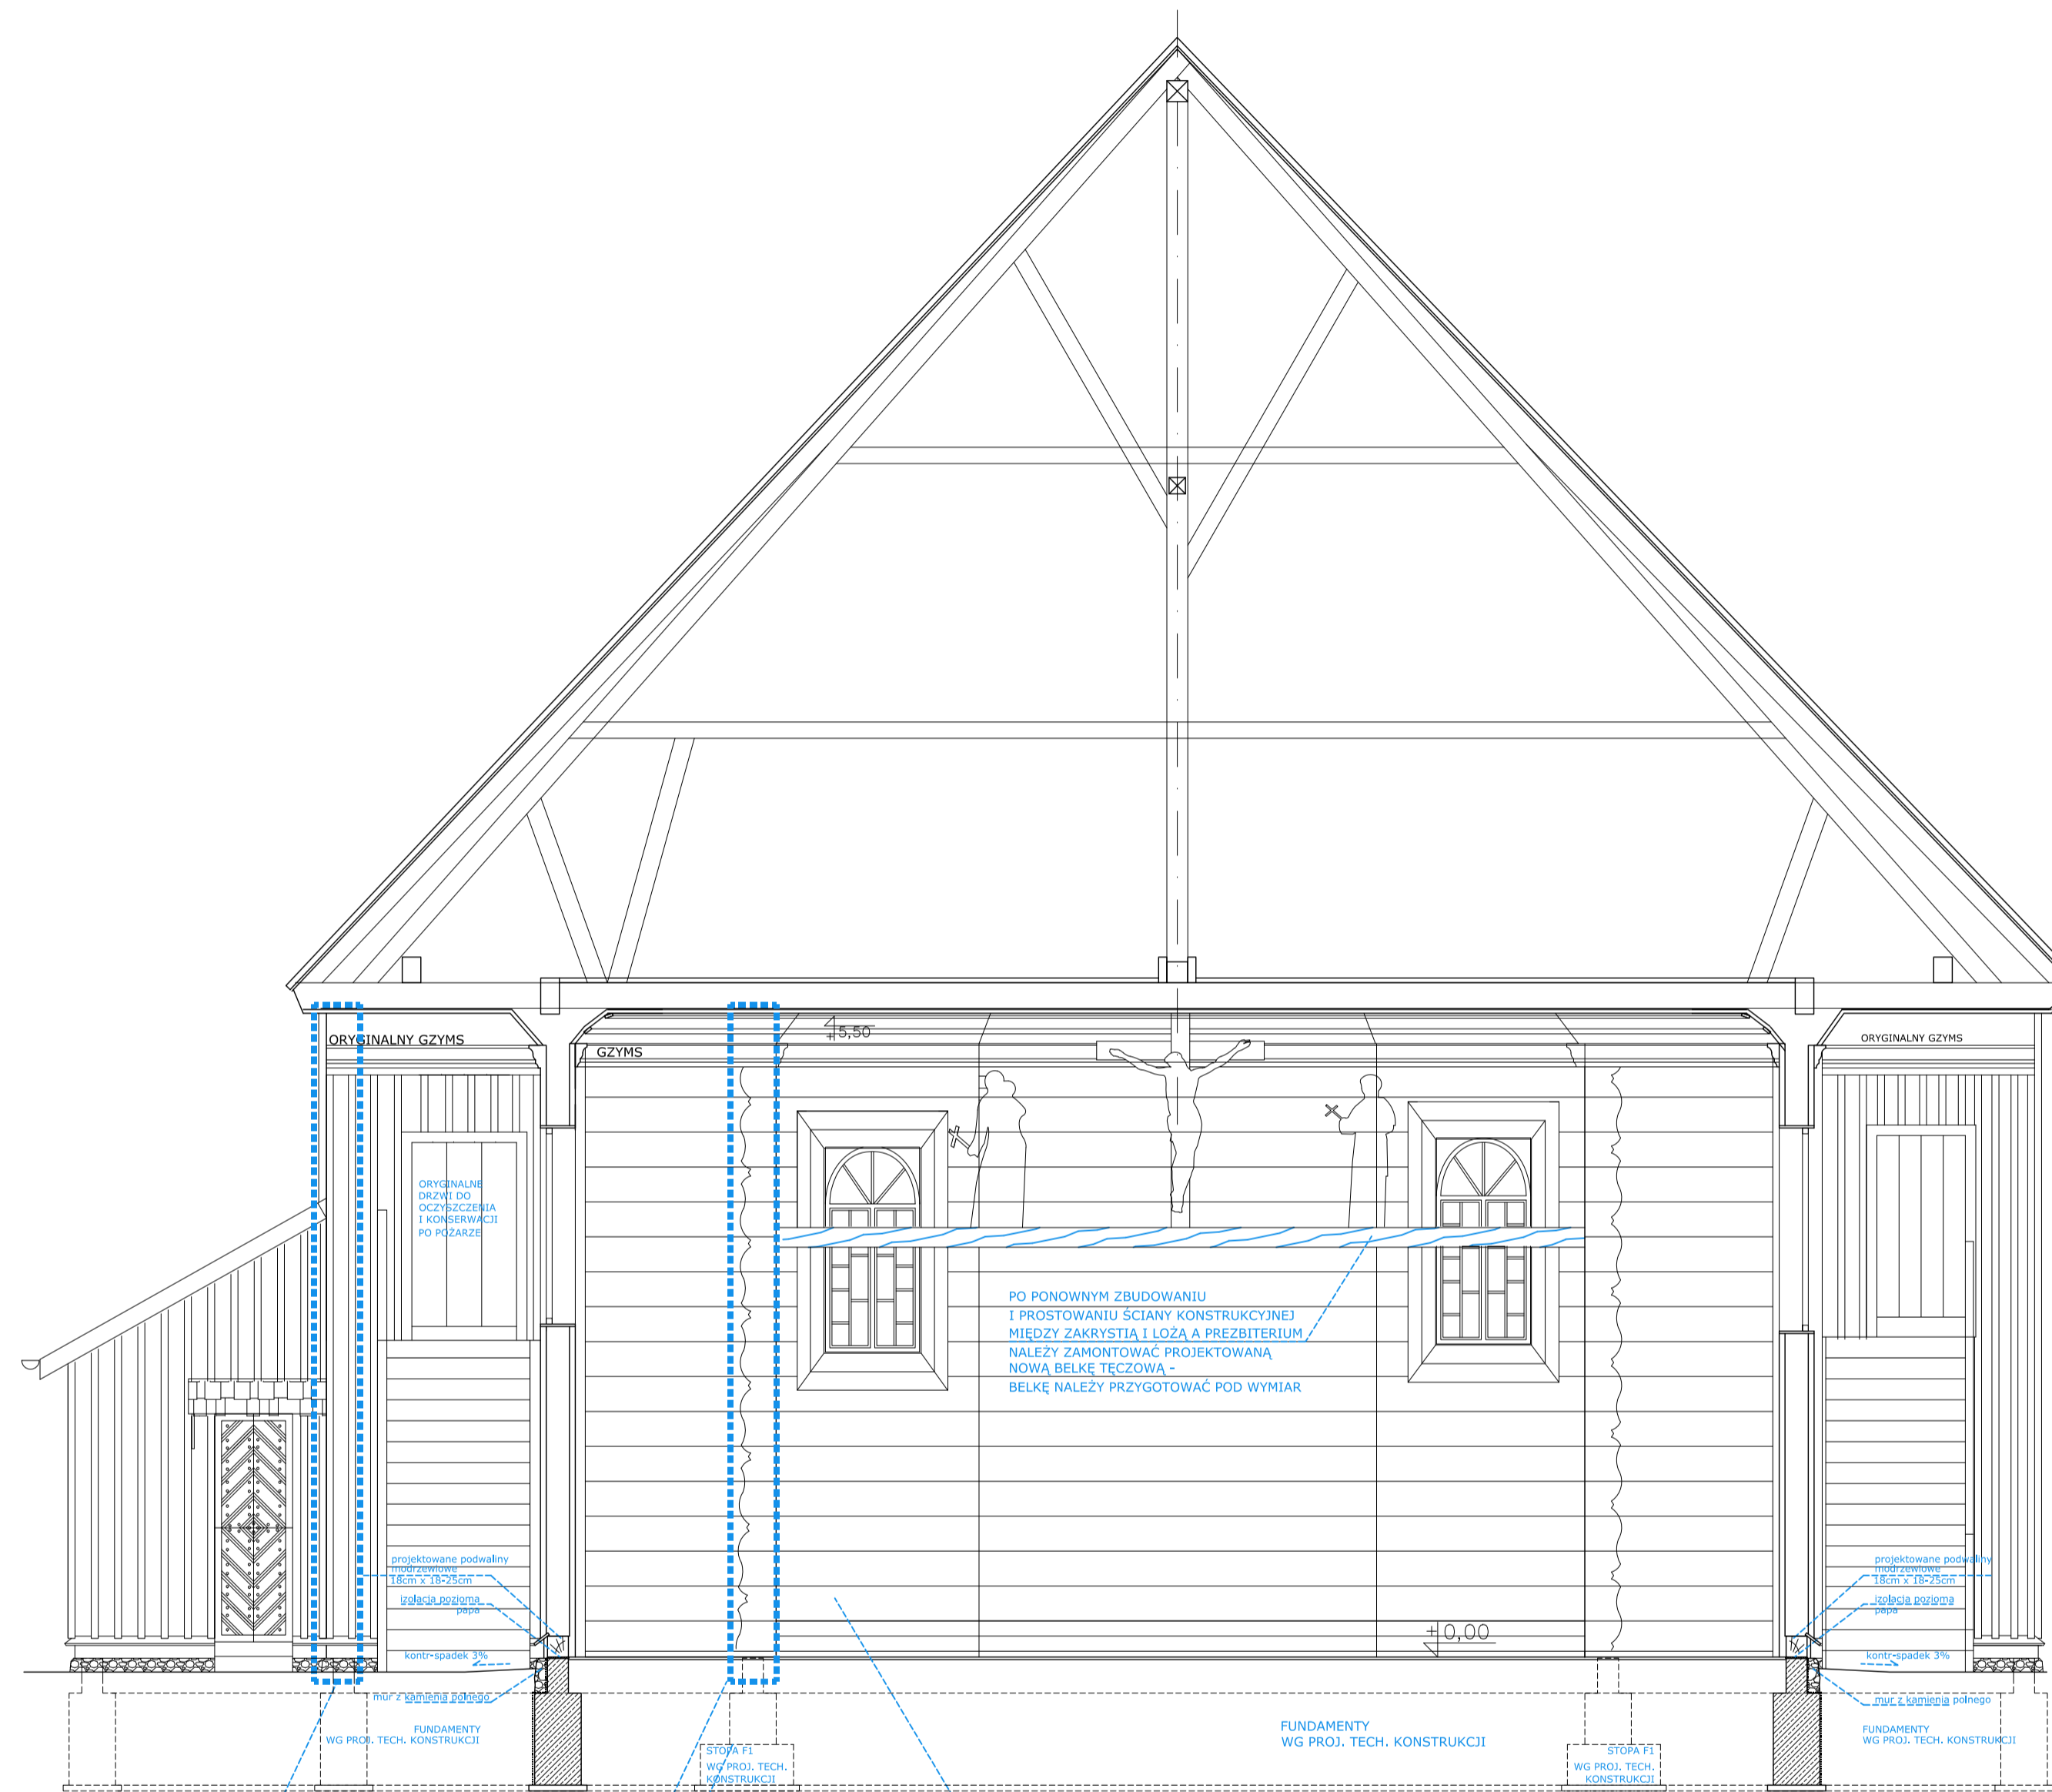 +5,50
ORYGINALNY GZYMS
GZYMS
ORYGINALNY GZYMS
ORYGINALNE
DRZWI DO
OCZYSZCZENIA
I KONSERWACJI
PO POŻARZE
PO PONOWNYM ZBUDOWANIU
I PROSTOWANIU ŚCIANY KONSTRUKCYJNEJ
MIĘDZY ZAKRYSTIĄ I LOŻĄ A PREZBITERIUM
NALEŻY ZAMONTOWAĆ PROJEKTOWANĄ
NOWĄ BELKĘ TĘCZOWĄ -
BELKĘ NALEŻY PRZYGOTOWAĆ POD WYMIAR
projektowane podwaliny
modrzewiowe
18cm x 18-25cm
izolacja pozioma
papa
kontr-spadek 3%
mur z kamienia polnego
FUNDAMENTY
WG PROJ. TECH. KONSTRUKCJI
STOPA F1
WG PROJ. TECH.
KONSTRUKCJI
± 0,00
FUNDAMENTY
WG PROJ. TECH. KONSTRUKCJI
STOPA F1
WG PROJ. TECH.
KONSTRUKCJI
projektowane podwaliny
modrzewiowe
18cm x 18-25cm
izolacja pozioma
papa
kontr-spadek 3%
mur z kamienia polnego
FUNDAMENTY
WG PROJ. TECH. KONSTRUKCJI